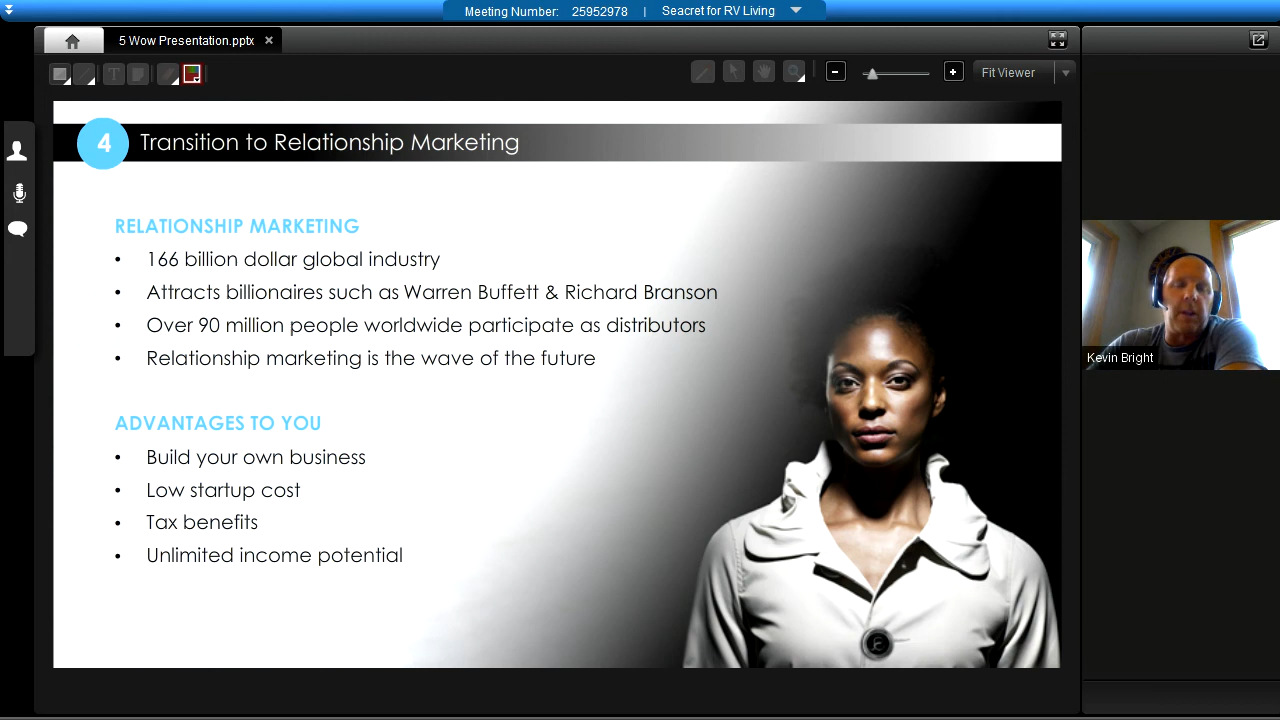 Meeting Number: 25952978 | Seacret for RV Living
5 Wow Presentation.pptx
T
Fit Viewer
4 Transition to Relationship Marketing
RELATIONSHIP MARKETING
• 166 billion dollar global industry
• Attracts billionaires such as Warren Buffett & Richard Branson
• Over 90 million people worldwide participate as distributors
• Relationship marketing is the wave of the future
ADVANTAGES TO YOU
• Build your own business
• Low startup cost
• Tax benefits
• Unlimited income potential
Kevin Bright